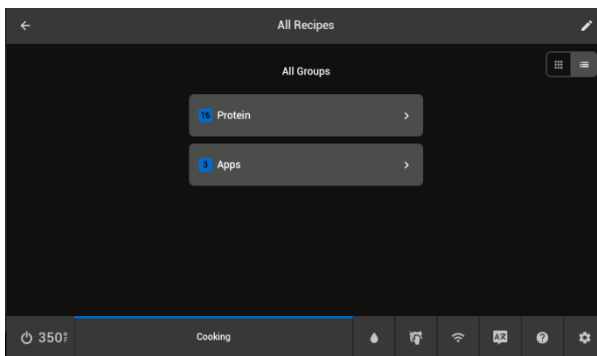 All Recipes
All Groups
16 Protein
3 Apps
350°F
Cooking